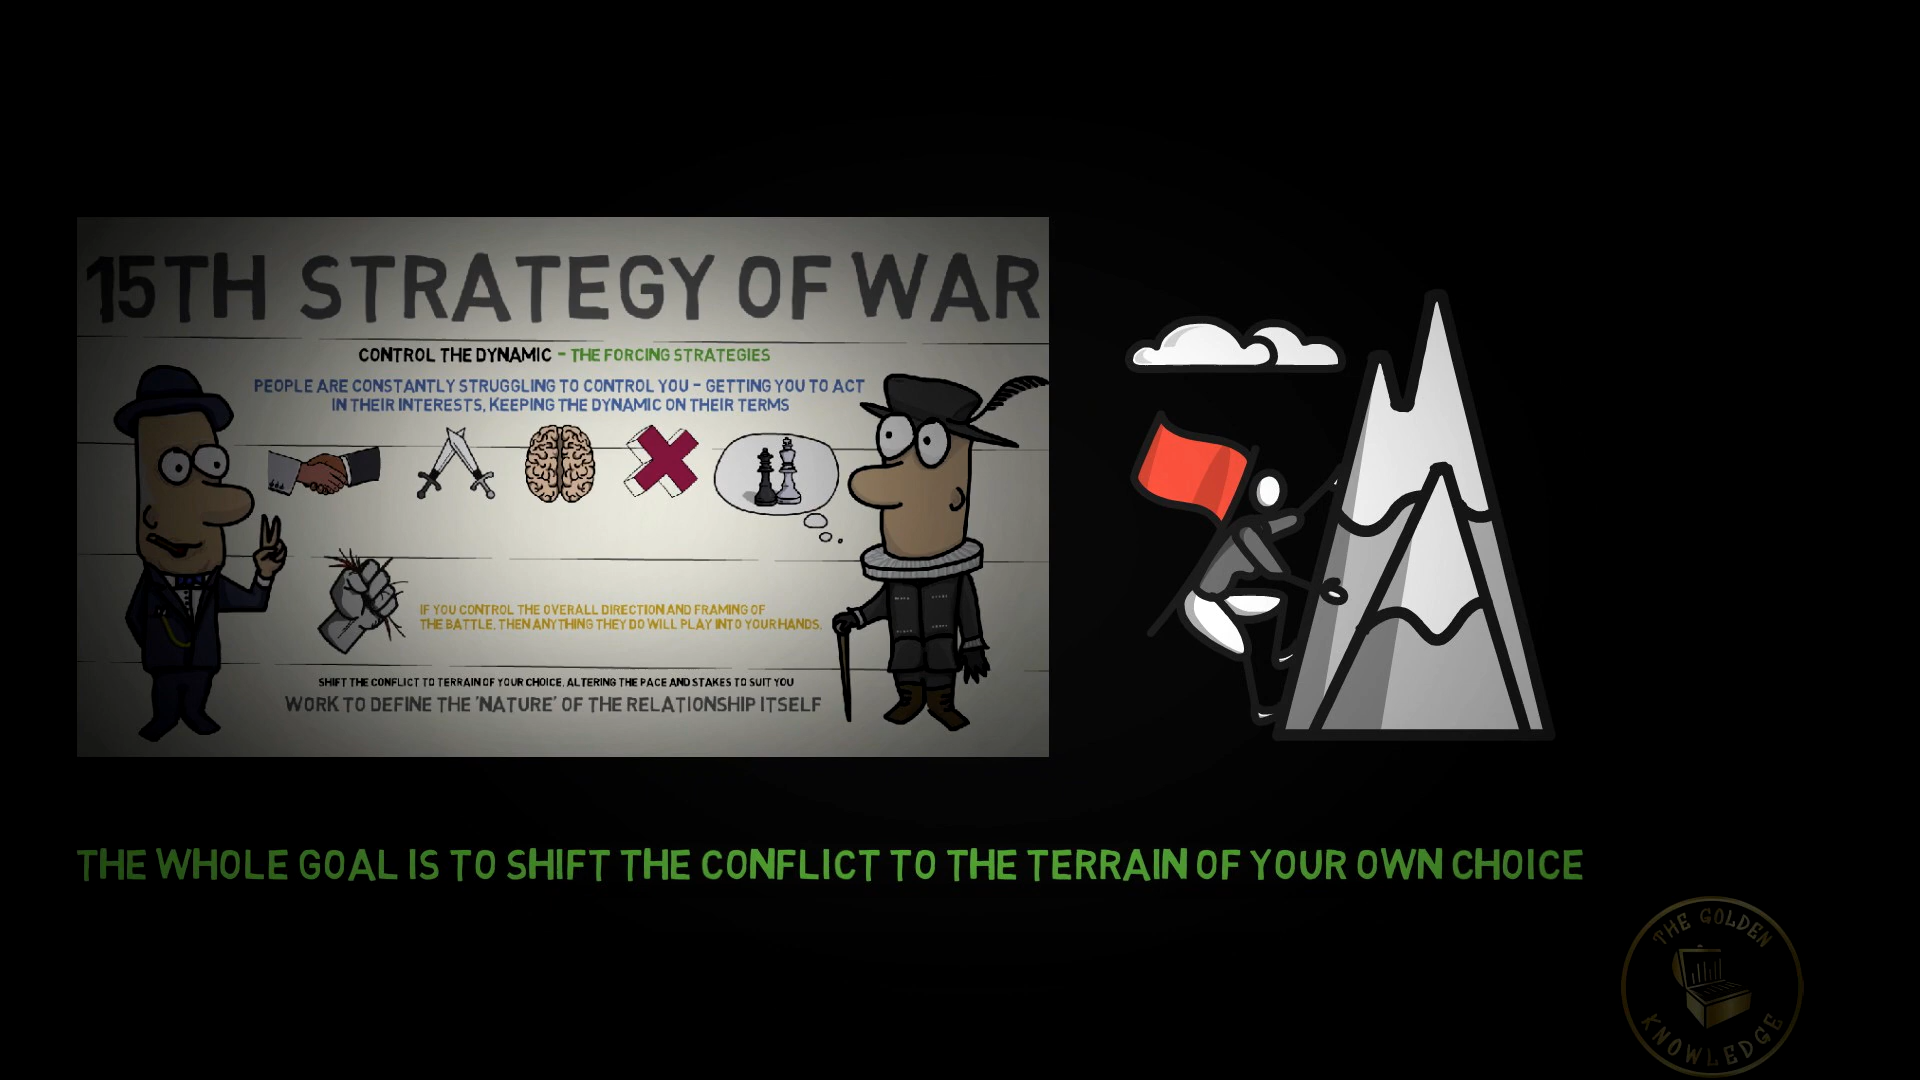 15TH STRATEGY OF WAR
CONTROL THE DYNAMIC - THE FORCING STRATEGIES
PEOPLE ARE CONSTANTLY STRUGGLING TO CONTROL YOU - GETTING YOU TO ACT
IN THEIR INTERESTS, KEEPING THE DYNAMIC ON THEIR TERMS
IF YOU CONTROL THE OVERALL DIRECTION AND FRAMING OF
THE BATTLE, THEN ANYTHING THEY DO WILL PLAY INTO YOUR HANDS.
SHIFT THE CONFLICT TO TERRAIN OF YOUR CHOICE, ALTERING THE PACE AND STAKES TO SUIT YOU
WORK TO DEFINE THE 'NATURE' OF THE RELATIONSHIP ITSELF
THE WHOLE GOAL IS TO SHIFT THE CONFLICT TO THE TERRAIN OF YOUR OWN CHOICE
THE GOLDEN
KNOWLEDGE